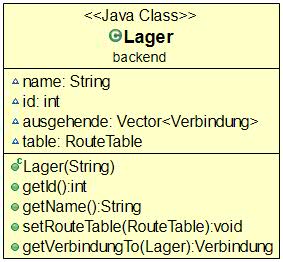 <<Java Class>>
Lager
backend
name: String
id: int
ausgehende: Vector<Verbindung>
table: RouteTable
Lager(String)
getId():int
getName():String
setRouteTable(RouteTable):void
getVerbindungTo(Lager):Verbindung